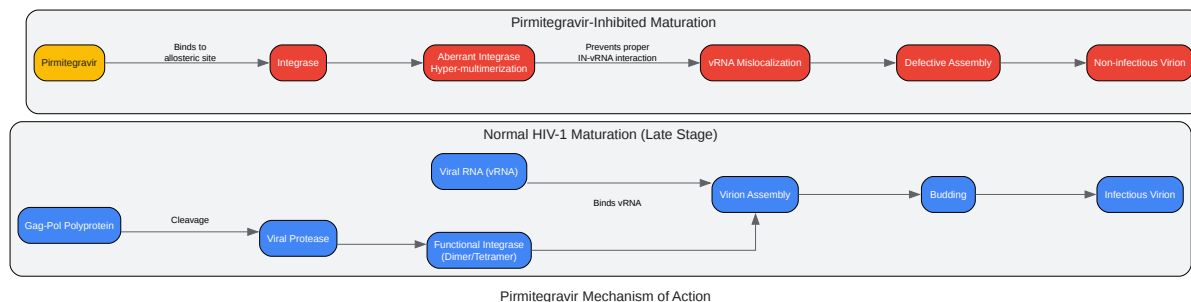 Pirmitegravir-Inhibited Maturation
Pirmitegravir
Binds to
allosteric site
Integrase
Aberrant Integrase
Hyper-multimerization
Prevents proper
IN-vRNA interaction
vRNA Mislocalization
Defective Assembly
Non-infectious Virion
Normal HIV-1 Maturation (Late Stage)
Gag-Pol Polyprotein
Cleavage
Viral Protease
Viral RNA (vRNA)
Functional Integrase
(Dimer/Tetramer)
Binds vRNA
Virion Assembly
Budding
Infectious Virion
Pirmitegravir Mechanism of Action